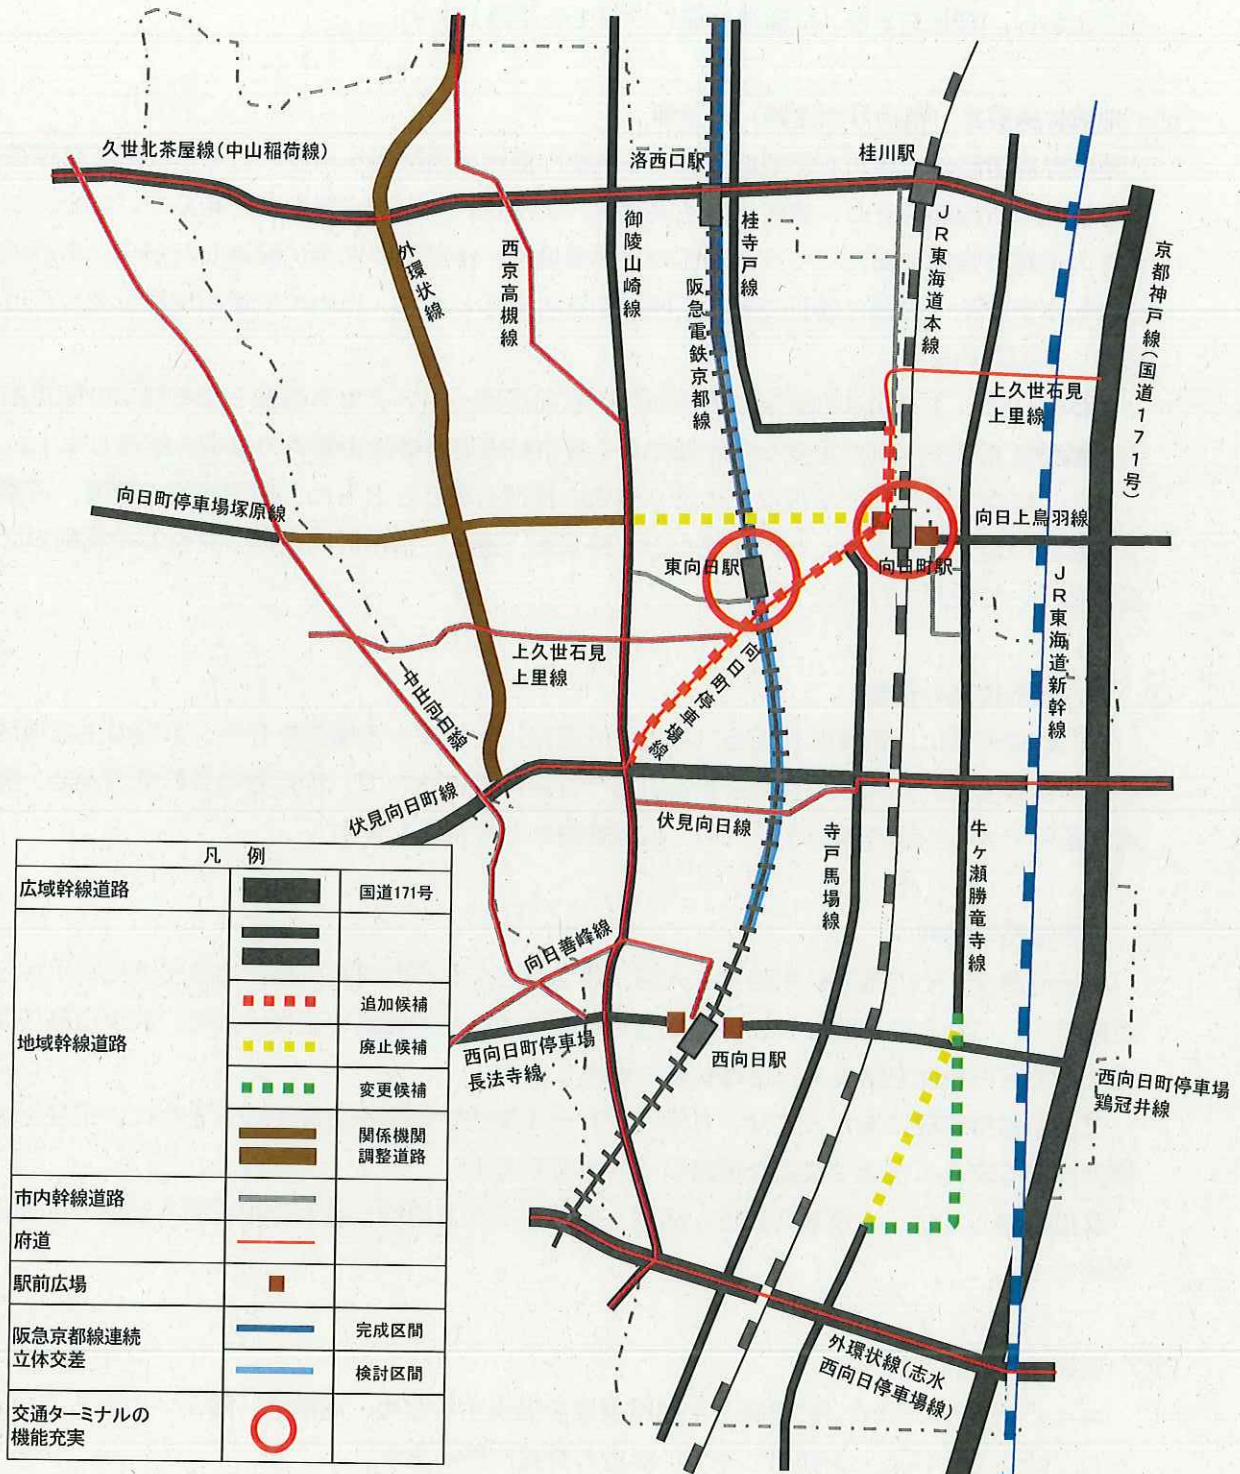 久世北茶屋線(中山稲荷線)
洛西口駅
桂川駅
外環状線
西京高槻線
御陵山崎線
阪急電鉄京都線
桂寺戸線
JR東海道本線
京都神戸線(国道171号)
上久世石見
上里線
向日町停車場塚原線
向日上鳥羽線
東向日駅
向日町駅
JR東海道新幹線
上久世石見
上里線
向日町停車場線
中山向日線
伏見向日町線
伏見向日線
寺戸馬場線
牛ケ瀬勝竜寺線
向日善峰線
西向日町停車場
長法寺線
西向日駅
西向日町停車場
鶏冠井線
外環状線(志水
西向日停車場線)
凡 例
広域幹線道路
国道171号
地域幹線道路
追加候補
廃止候補
変更候補
関係機関
調整道路
市内幹線道路
府道
駅前広場
阪急京都線連続
立体交差
完成区間
検討区間
交通ターミナルの
機能充実